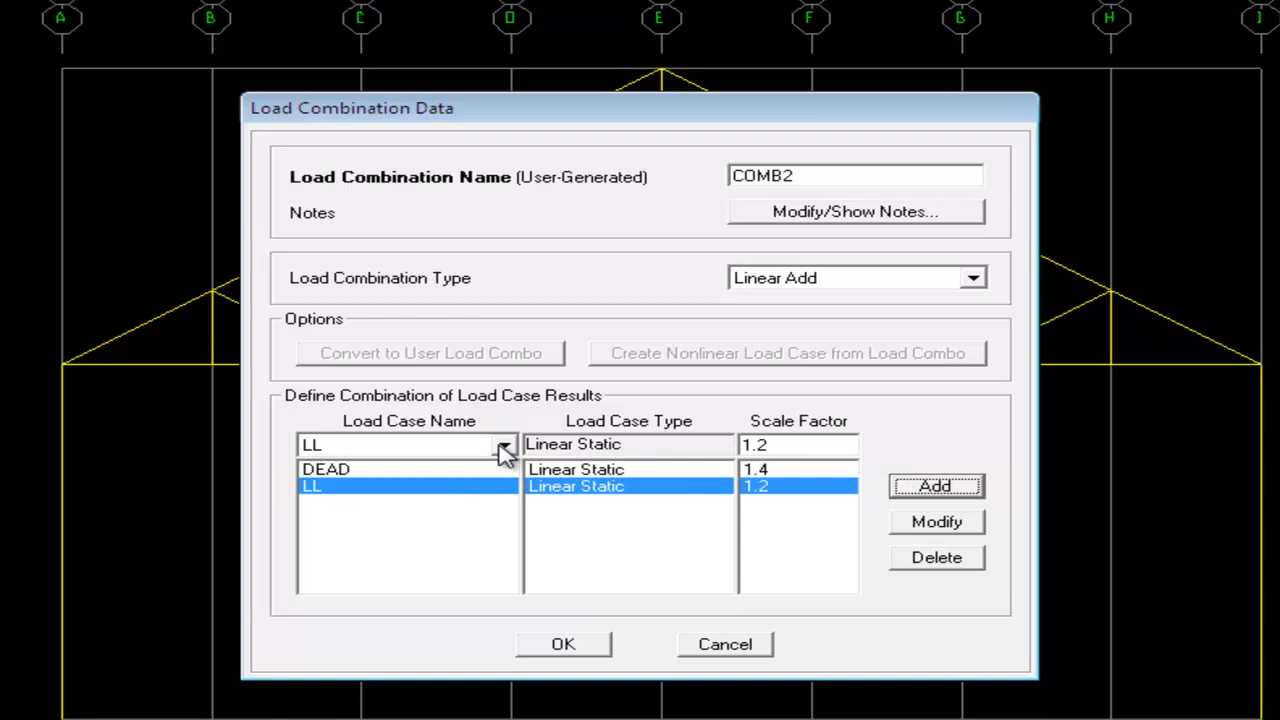 A B C D E F G H I
Load Combination Data
Load Combination Name (User-Generated) COMB2
Notes Modify/Show Notes...
Load Combination Type Linear Add
Options
Convert to User Load Combo Create Nonlinear Load Case from Load Combo
Define Combination of Load Case Results
Load Case Name Load Case Type Scale Factor
LL Linear Static 1.2
DEAD Linear Static 1.4
LL Linear Static 1.2
Add
Modify
Delete
OK Cancel